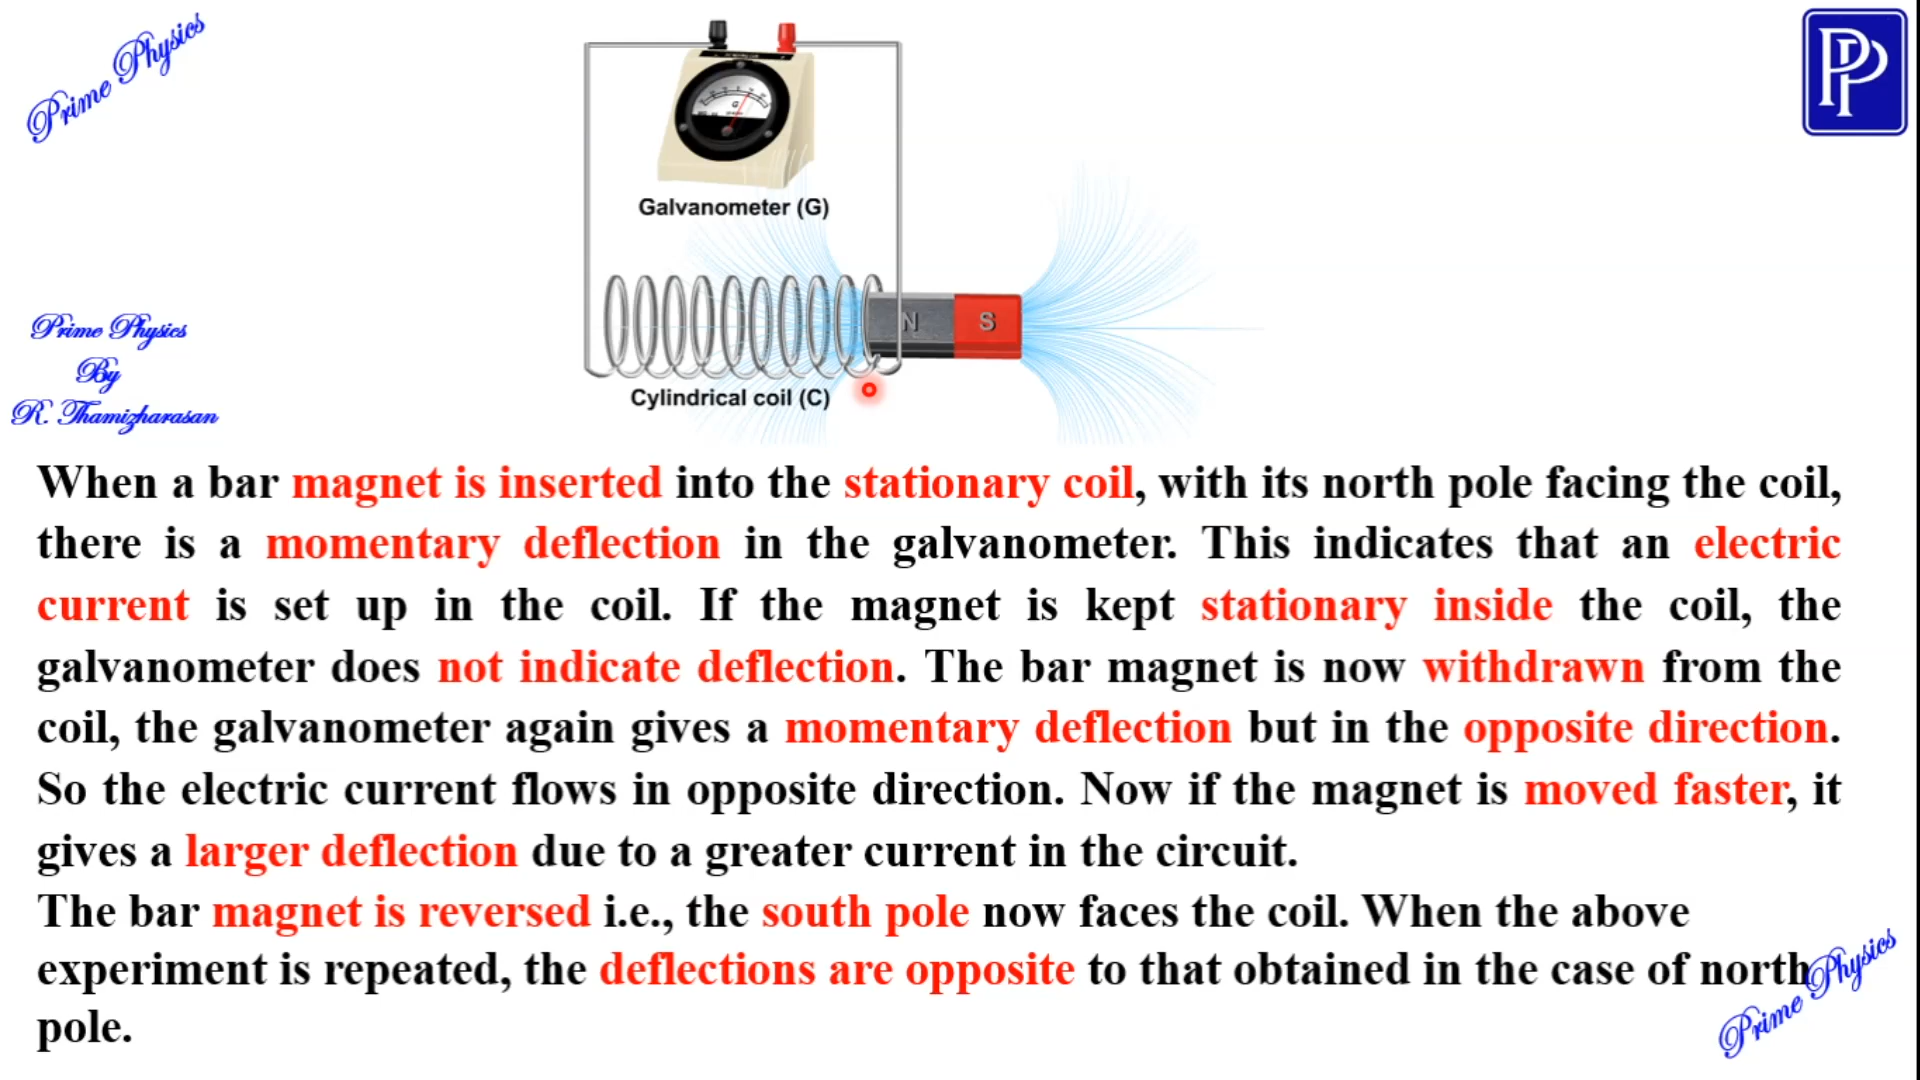 Prime Physics
PP
Galvanometer (G)
G
N S
Prime Physics
By
R. Thamizharasan
Cylindrical coil (C)
When a bar magnet is inserted into the stationary coil, with its north pole facing the coil,
there is a momentary deflection in the galvanometer. This indicates that an electric
current is set up in the coil. If the magnet is kept stationary inside the coil, the
galvanometer does not indicate deflection. The bar magnet is now withdrawn from the
coil, the galvanometer again gives a momentary deflection but in the opposite direction.
So the electric current flows in opposite direction. Now if the magnet is moved faster, it
gives a larger deflection due to a greater current in the circuit.
The bar magnet is reversed i.e., the south pole now faces the coil. When the above
experiment is repeated, the deflections are opposite to that obtained in the case of north
pole.
Prime Physics